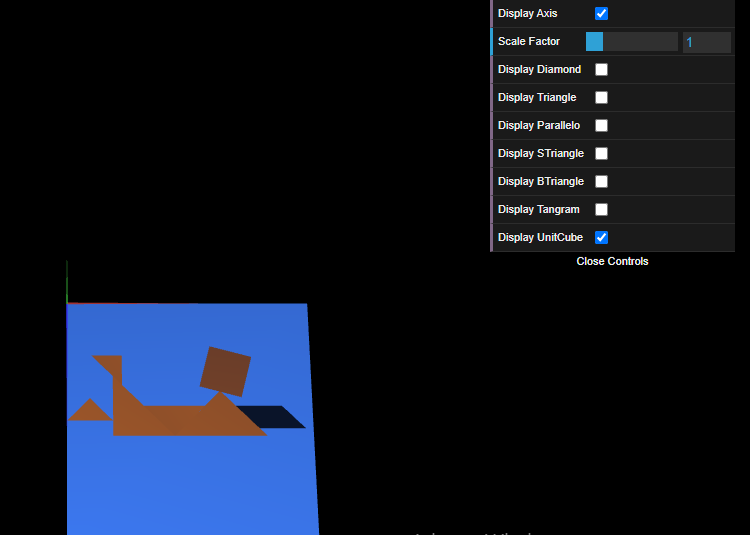 Display Axis
Scale Factor 1
Display Diamond
Display Triangle
Display Parallelo
Display STriangle
Display BTriangle
Display Tangram
Display UnitCube
Close Controls